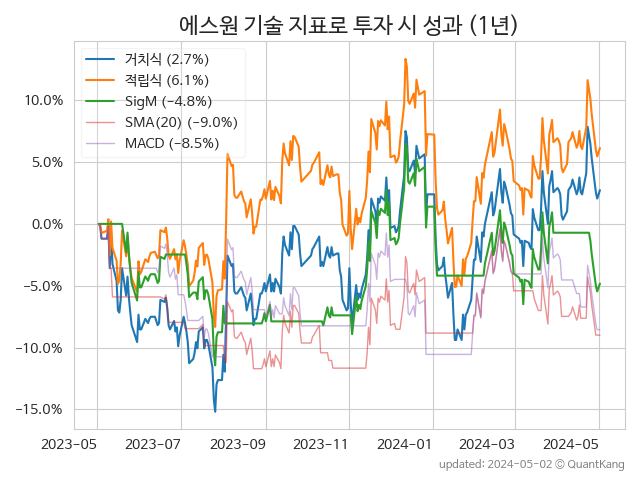 에스원 기술 지표로 투자 시 성과 (1년)
거치식 (2.7%)
적립식 (6.1%)
SigM (−4.8%)
SMA(20) (−9.0%)
MACD (−8.5%)
10.0%
5.0%
0.0%
−5.0%
−10.0%
−15.0%
2023-05 2023-07 2023-09 2023-11 2024-01 2024-03 2024-05
updated: 2024-05-02 © QuantKang